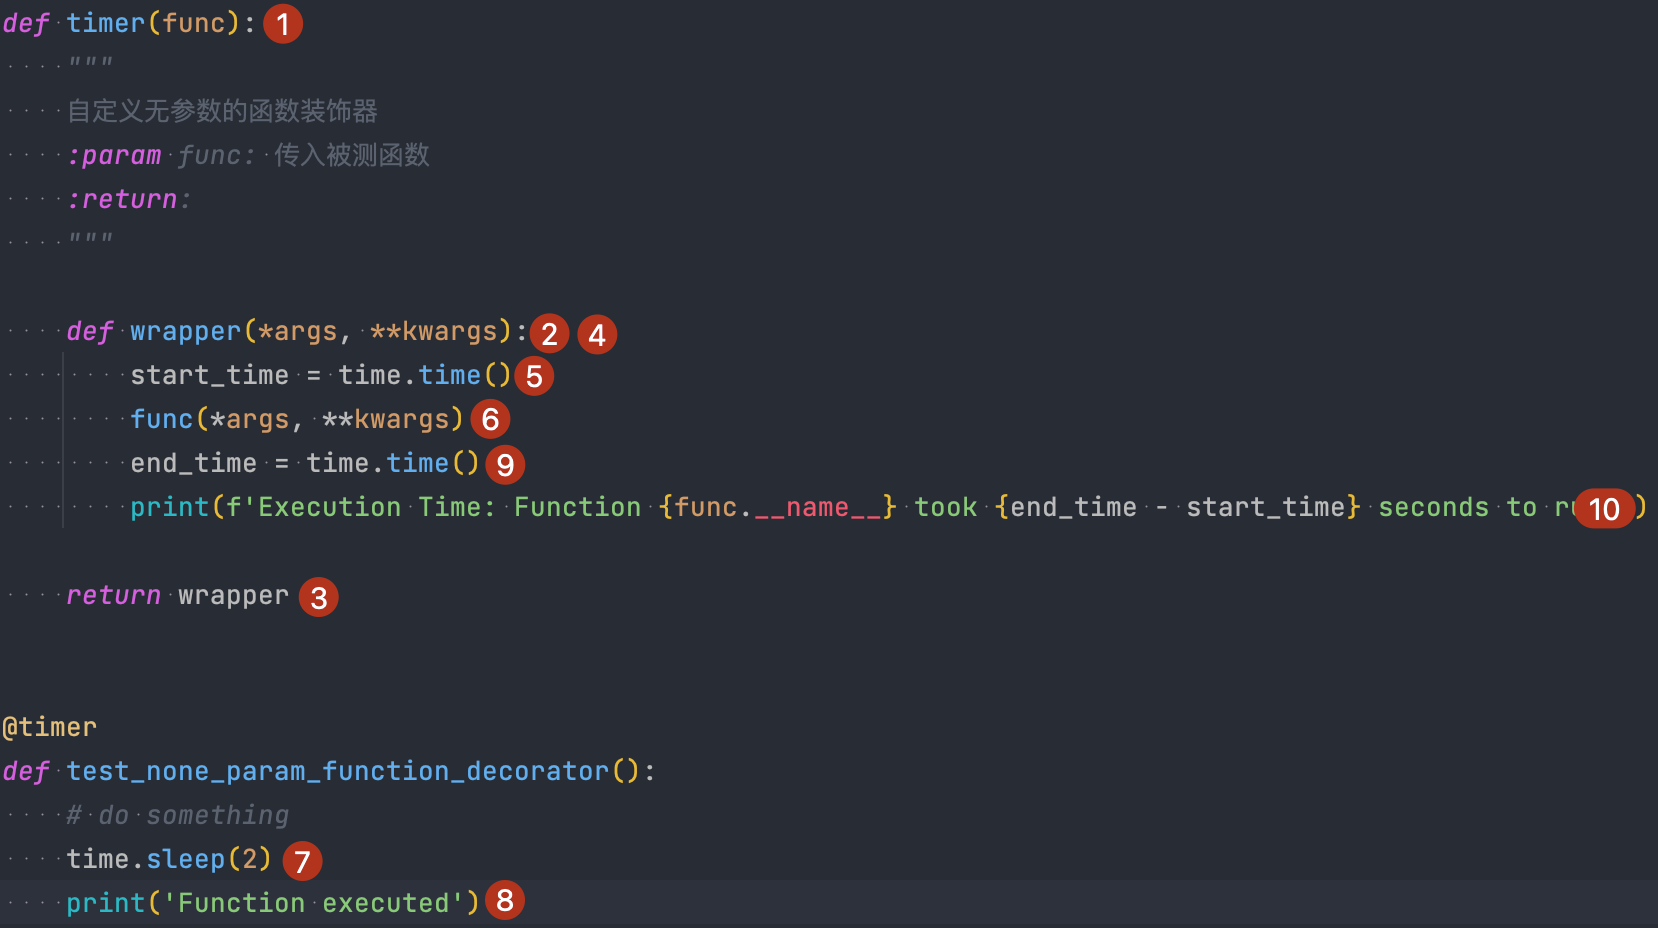 def timer(func): 1
"""
自定义无参数的函数装饰器
:param func: 传入被测函数
:return:
"""
def wrapper(*args, **kwargs): 2 4
start_time = time.time() 5
func(*args, **kwargs) 6
end_time = time.time() 9
print(f'Execution Time: Function {func.__name__} took {end_time - start_time} seconds to 10 )
return wrapper 3
@timer
def test_none_param_function_decorator():
# do something
time.sleep(2) 7
print('Function executed') 8